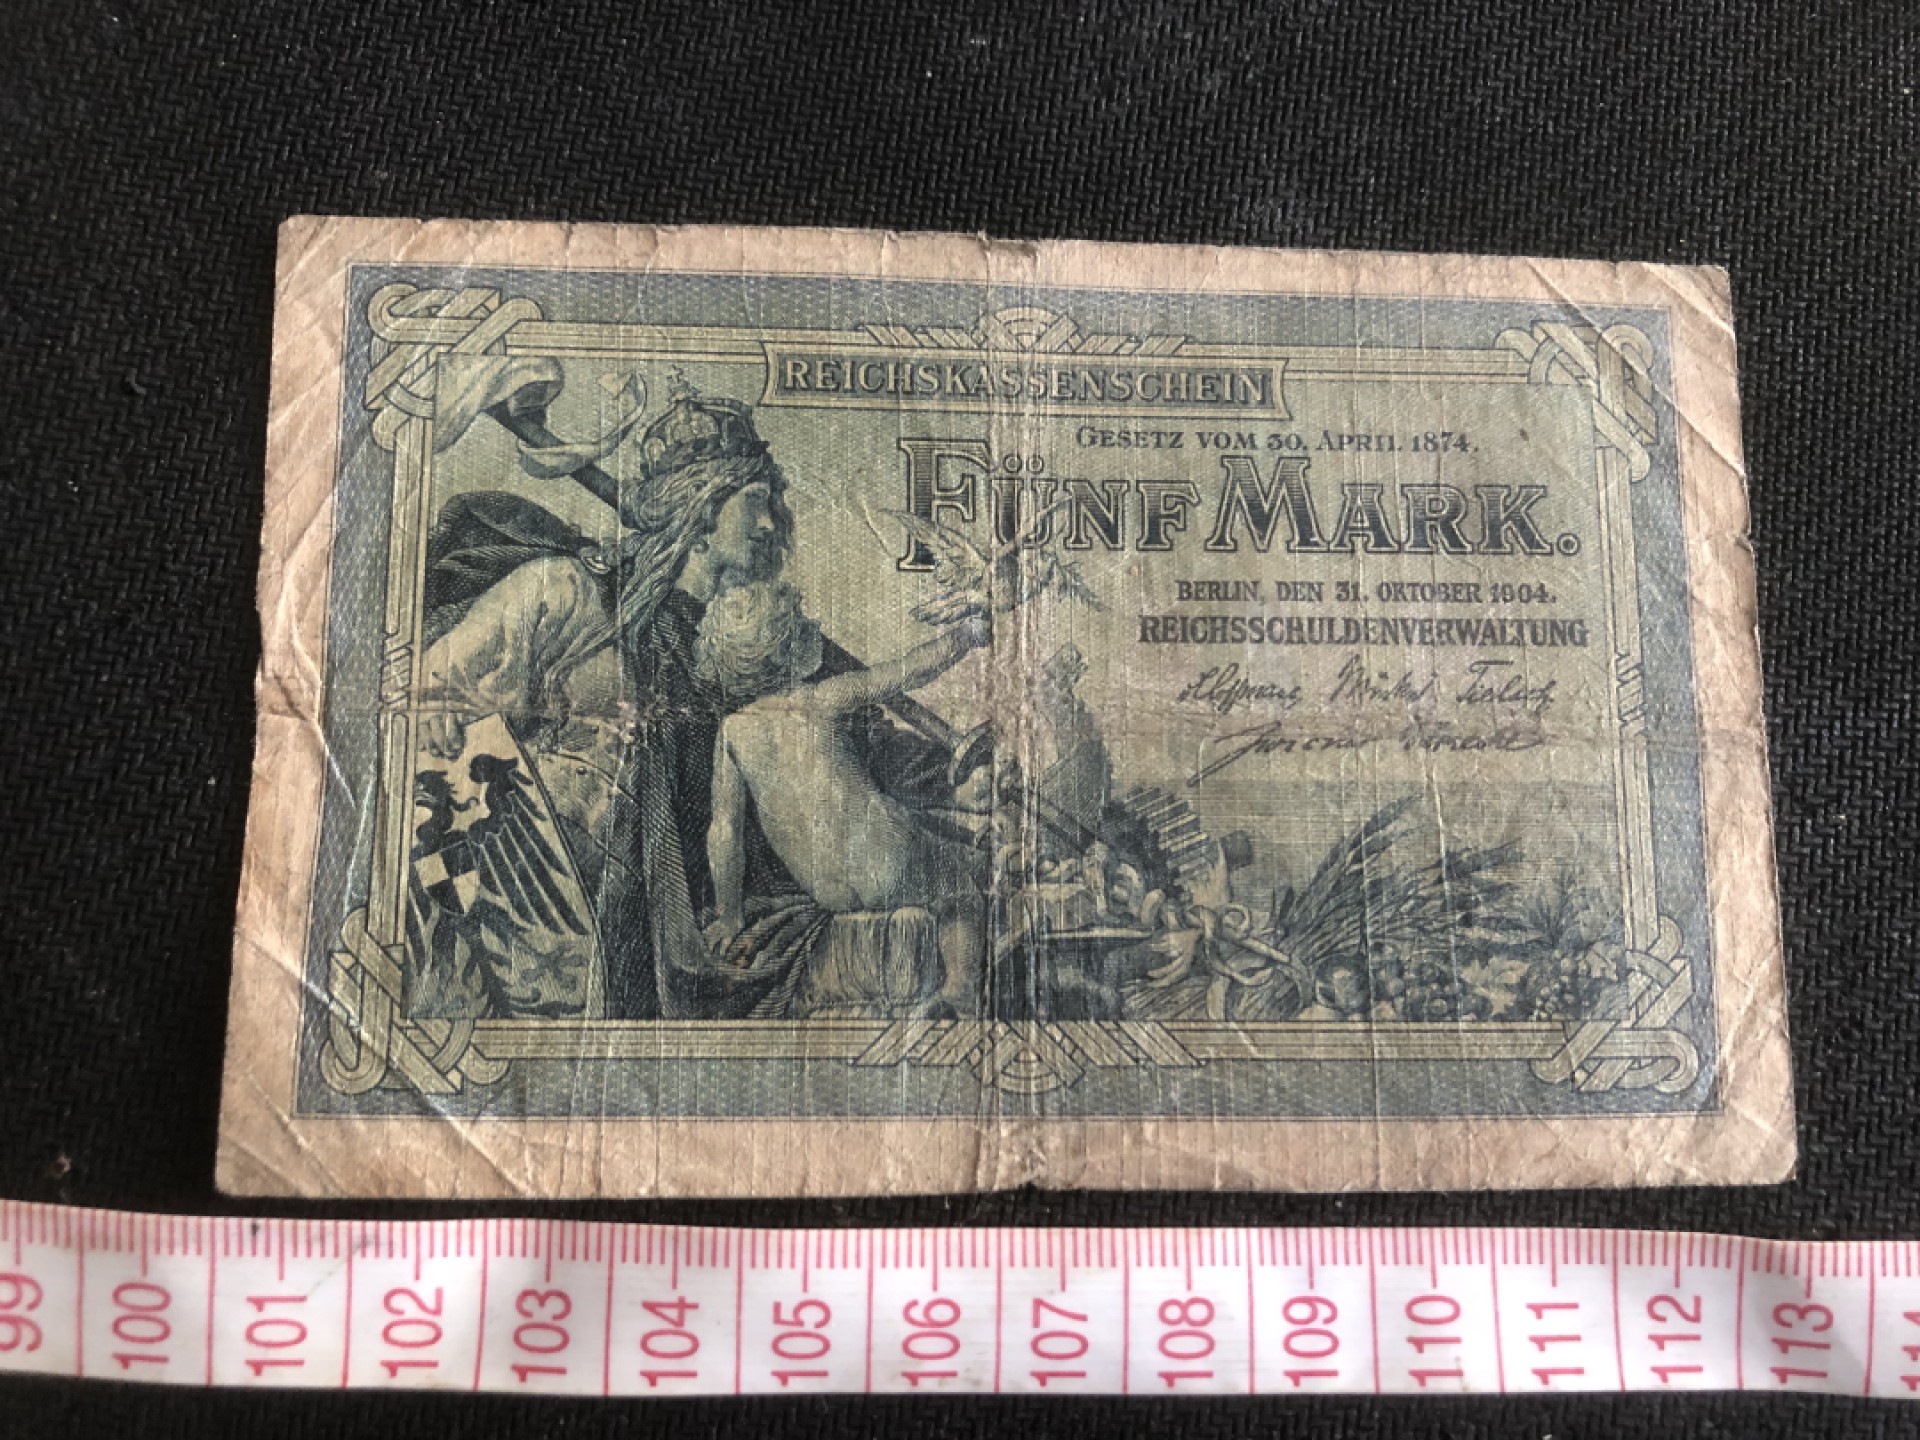 REICHSKASSENSCHEIN
GESETZ VOM 30. APRIL 1874.
FÜNF MARK.
BERLIN, DEN 31. OKTOBER 1904.
REICHSSCHULDENVERWALTUNG
99 100 101 102 103 104 105 106 107 108 109 110 111 112 113